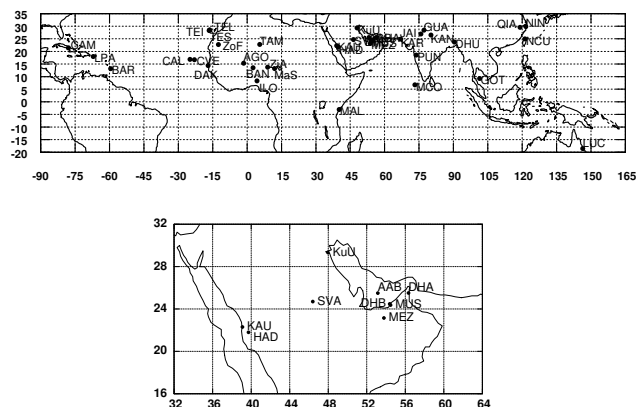 35
30
25
20
15
10
5
0
-5
-10
-15
20
TEI TEL
TES
ZoF
TAM
KuU
JAI GUA
KAN
KAR
DHU
QIA NIN
NCU
CAM
LPA
BAR
CAL CVE
DAK
AGO
BAN
ZiA
MaS
ILO
PUN
MCO
GOT
MAL
LUC
-90 -75 -60 -45 -30 -15 0 15 30 45 60 75 90 105 120 135 150 165
32
28
24
20
16
KuU
AAB DHA
SVA DHB MUS
MEZ
KAU
HAD
32 36 40 44 48 52 56 60 64